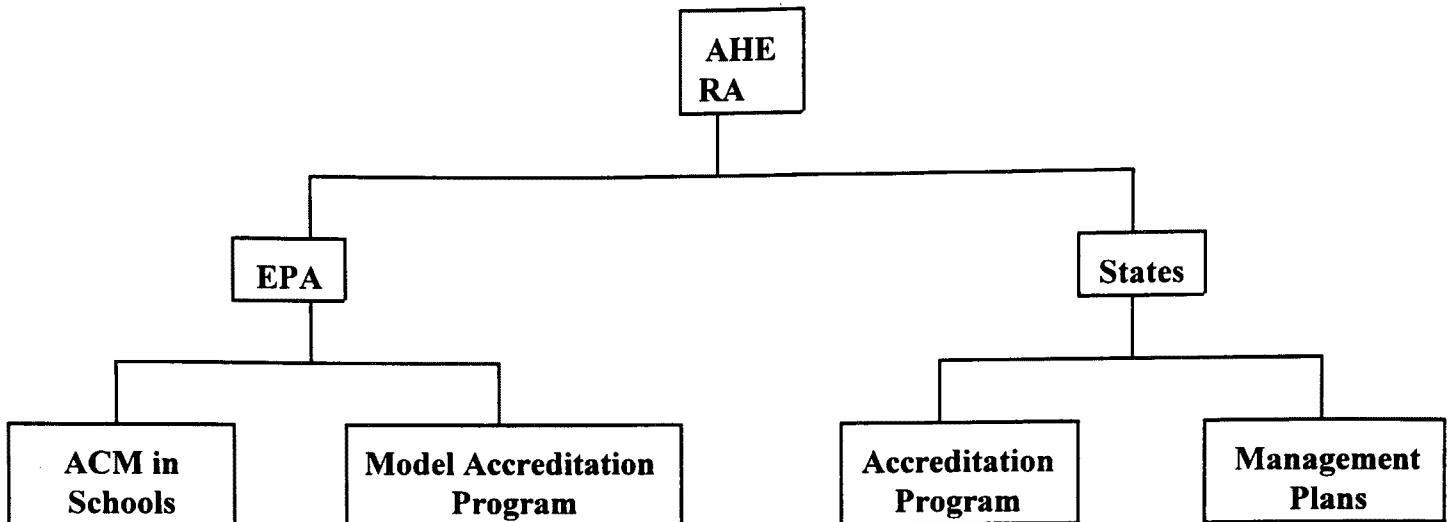 AHE
RA
EPA
States
ACM in
Schools
Model Accreditation
Program
Accreditation
Program
Management
Plans